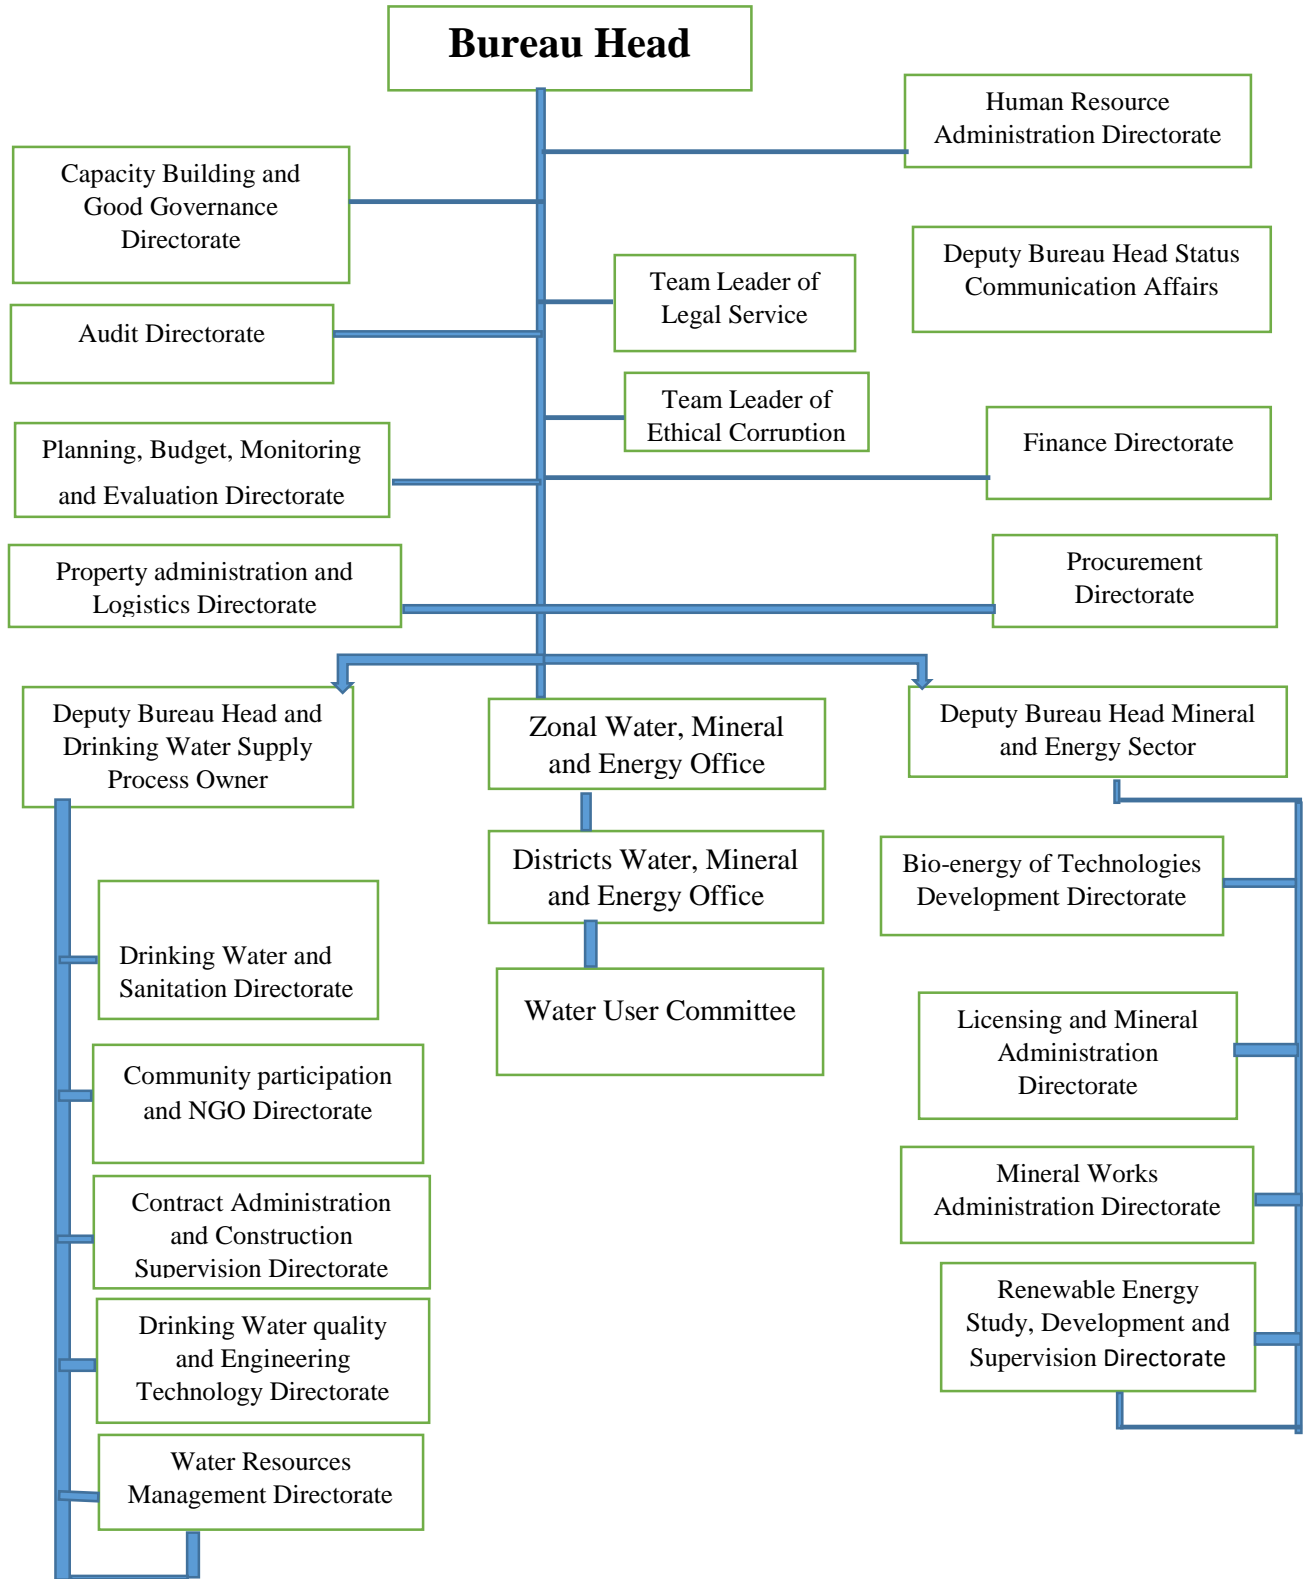 Bureau Head
Human Resource
Administration Directorate
Capacity Building and
Good Governance
Directorate
Deputy Bureau Head Status
Communication Affairs
Team Leader of
Legal Service
Audit Directorate
Team Leader of
Ethical Corruption
Finance Directorate
Planning, Budget, Monitoring
and Evaluation Directorate
Property administration and
Logistics Directorate
Procurement
Directorate
Deputy Bureau Head and
Drinking Water Supply
Process Owner
Zonal Water, Mineral
and Energy Office
Deputy Bureau Head Mineral
and Energy Sector
Districts Water, Mineral
and Energy Office
Water User Committee
Drinking Water and
Sanitation Directorate
Community participation
and NGO Directorate
Contract Administration
and Construction
Supervision Directorate
Drinking Water quality
and Engineering
Technology Directorate
Water Resources
Management Directorate
Bio-energy of Technologies
Development Directorate
Licensing and Mineral
Administration
Directorate
Mineral Works
Administration Directorate
Renewable Energy
Study, Development and
Supervision Directorate